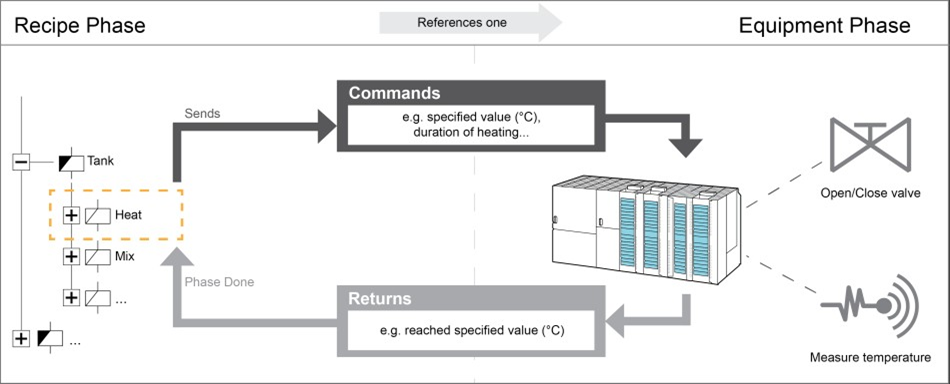 Recipe Phase
References one
Equipment Phase
Commands
e.g. specified value (°C),
duration of heating...
Sends
Tank
Heat
Mix
...
...
Phase Done
Returns
e.g. reached specified value (°C)
Open/Close valve
Measure temperature